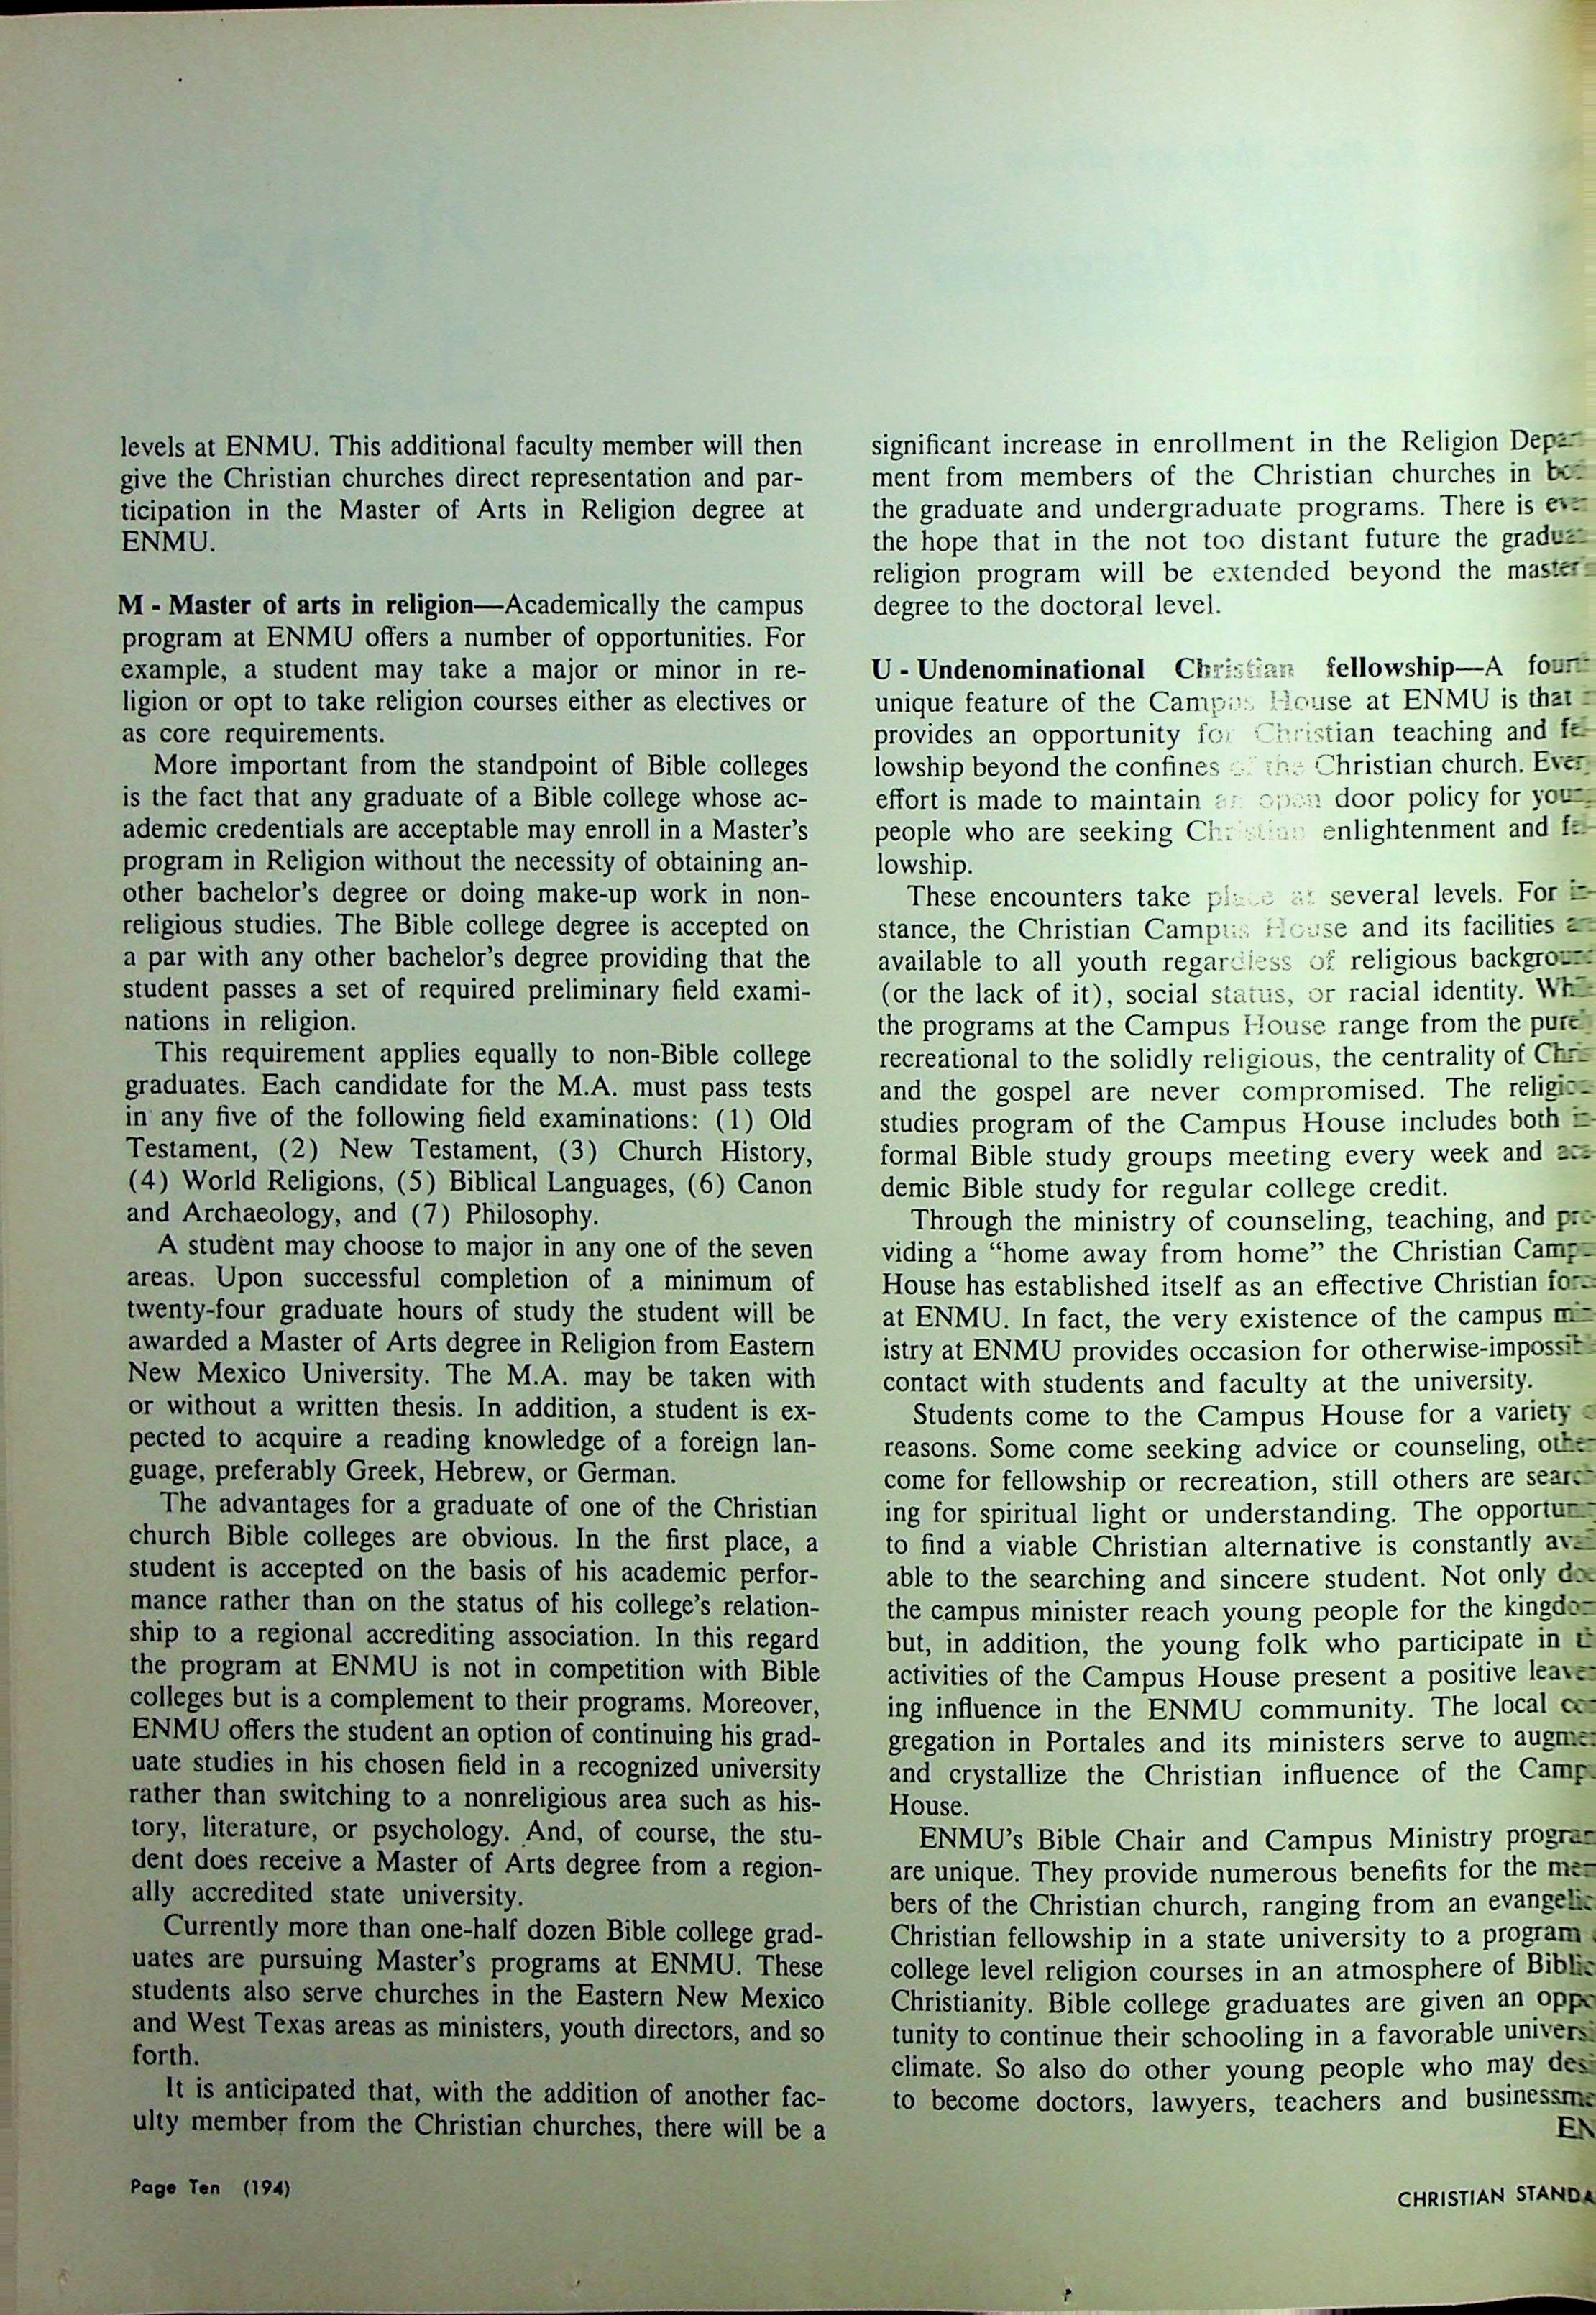 levels at ENMU. This additional faculty member will then
give the Christian churches direct representation and par-
ticipation in the Master of Arts in Religion degree at
ENMU.
M - Master of arts in religion—Academically the campus
program at ENMU offers a number of opportunities. For
example, a student may take a major or minor in re-
ligion or opt to take religion courses either as electives or
as core requirements.
More important from the standpoint of Bible colleges
is the fact that any graduate of a Bible college whose ac-
ademic credentials are acceptable may enroll in a Master's
program in Religion without the necessity of obtaining an-
other bachelor's degree or doing make-up work in non-
religious studies. The Bible college degree is accepted on
a par with any other bachelor's degree providing that the
student passes a set of required preliminary field exami-
nations in religion.
This requirement applies equally to non-Bible college
graduates. Each candidate for the M.A. must pass tests
in any five of the following field examinations: (1) Old
Testament, (2) New Testament, (3) Church History,
(4) World Religions, (5) Biblical Languages, (6) Canon
and Archaeology, and (7) Philosophy.
A student may choose to major in any one of the seven
areas. Upon successful completion of a minimum of
twenty-four graduate hours of study the student will be
awarded a Master of Arts degree in Religion from Eastern
New Mexico University. The M.A. may be taken with
or without a written thesis. In addition, a student is ex-
pected to acquire a reading knowledge of a foreign lan-
guage, preferably Greek, Hebrew, or German.
The advantages for a graduate of one of the Christian
church Bible colleges are obvious. In the first place, a
student is accepted on the basis of his academic perfor-
mance rather than on the status of his college's relation-
ship to a regional accrediting association. In this regard
the program at ENMU is not in competition with Bible
colleges but is a complement to their programs. Moreover,
ENMU offers the student an option of continuing his grad-
uate studies in his chosen field in a recognized university
rather than switching to a nonreligious area such as his-
tory, literature, or psychology. And, of course, the stu-
dent does receive a Master of Arts degree from a region-
ally accredited state university.
Currently more than one-half dozen Bible college grad-
uates are pursuing Master's programs at ENMU. These
students also serve churches in the Eastern New Mexico
and West Texas areas as ministers, youth directors, and so
forth.
It is anticipated that, with the addition of another fac-
ulty member from the Christian churches, there will be a
significant increase in enrollment in the Religion
ment from members of the Christian churches in
the graduate and undergraduate programs. There is
the hope that in the not too distant future the
religion program will be extended beyond the
degree to the doctoral level.
U - Undenominational Christian fellowship—A
unique feature of the Campus House at ENMU is that
provides an opportunity for Christian teaching and
lowship beyond the confines of the Christian church.
effort is made to maintain an open door policy for
people who are seeking Christian enlightenment and
lowship.
These encounters take place at several levels. For
stance, the Christian Campus House and its facilities
available to all youth regardless of religious
(or the lack of it), social status, or racial identity.
the programs at the Campus House range from the
recreational to the solidly religious, the centrality of
and the gospel are never compromised. The
studies program of the Campus House includes both
formal Bible study groups meeting every week and
demic Bible study for regular college credit.
Through the ministry of counseling, teaching, and
viding a "home away from home" the Christian
House has established itself as an effective Christian
at ENMU. In fact, the very existence of the campus
istry at ENMU provides occasion for
contact with students and faculty at the university.
Students come to the Campus House for a variety
reasons. Some come seeking advice or counseling,
come for fellowship or recreation, still others are
ing for spiritual light or understanding. The
to find a viable Christian alternative is constantly
able to the searching and sincere student. Not only
the campus minister reach young people for the
but, in addition, the young folk who participate in
activities of the Campus House present a positive
ing influence in the ENMU community. The local
gregation in Portales and its ministers serve to
and crystallize the Christian influence of the
House.
ENMU's Bible Chair and Campus Ministry
are unique. They provide numerous benefits for the
bers of the Christian church, ranging from an
Christian fellowship in a state university to a program
college level religion courses in an atmosphere of
Christianity. Bible college graduates are given an
tunity to continue their schooling in a favorable
climate. So also do other young people who may
to become doctors, lawyers, teachers and
Page Ten (194)
CHRISTIAN